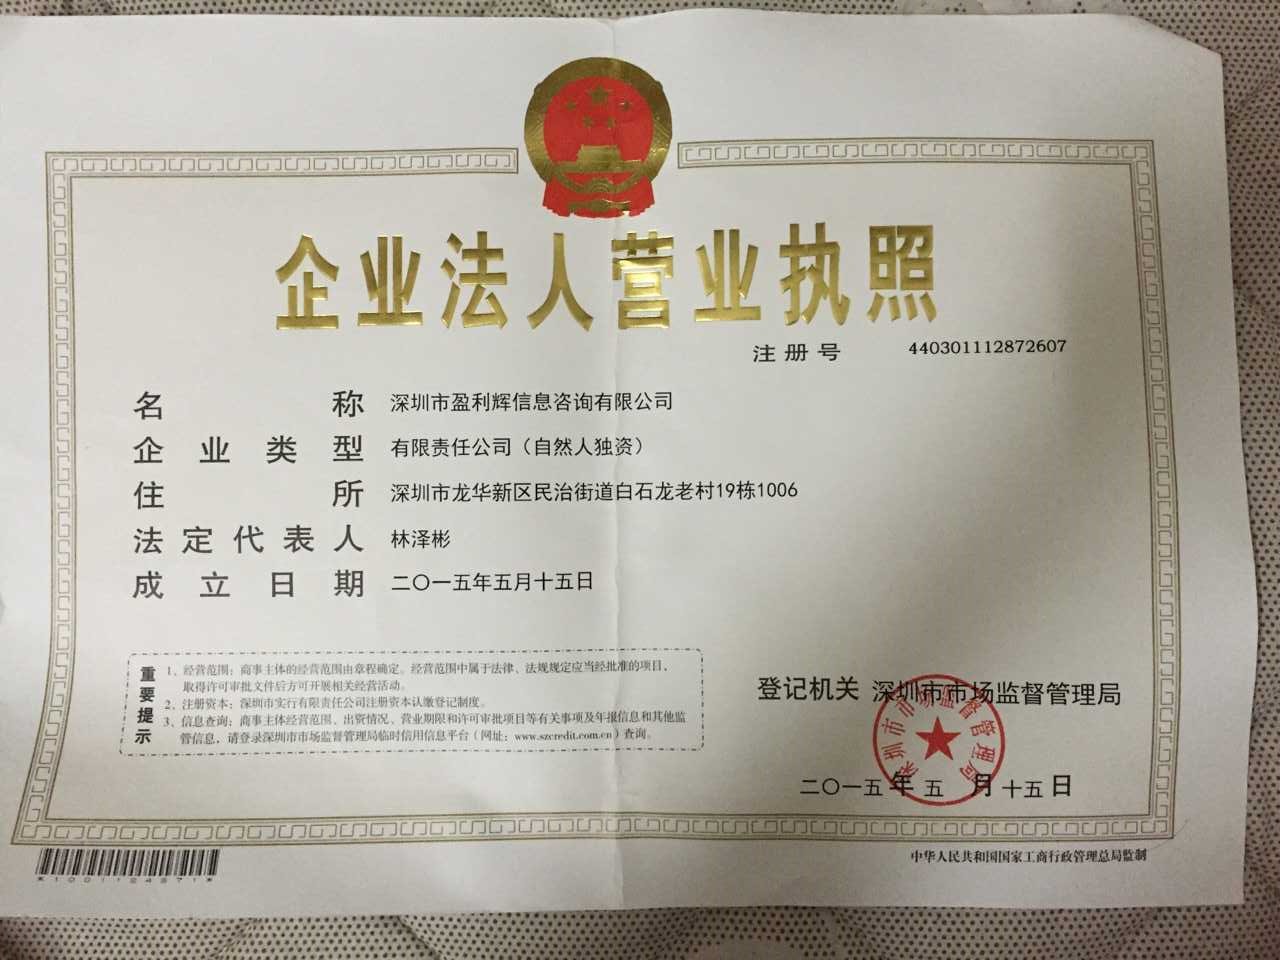 企业法人营业执照
注册号 440301112872607
名称 深圳市盈利辉信息咨询有限公司
企业类型 有限责任公司（自然人独资）
住所 深圳市龙华新区民治街道白石龙老村19栋1006
法定代表人 林泽彬
成立日期 二〇一五年五月十五日
重要提示
1、经营范围：商事主体的经营范围由章程确定。经营范围中属于法律、法规规定应当经批准的项目，
取得许可审批文件后方可开展相关经营活动。
2、注册资本：深圳市实行有限责任公司注册资本认缴登记制度。
3、信息查询：商事主体经营范围、出资情况、营业期限和许可审批项目等有关事项及年报信息和其他监
管信息，请登录深圳市市场监督管理局临时信用信息平台（网址：www.szcredit.com.cn）查询。
登记机关 深圳市市场监督管理局
深圳市市场监督管理局
二〇一五年五月十五日
中华人民共和国国家工商行政管理总局监制